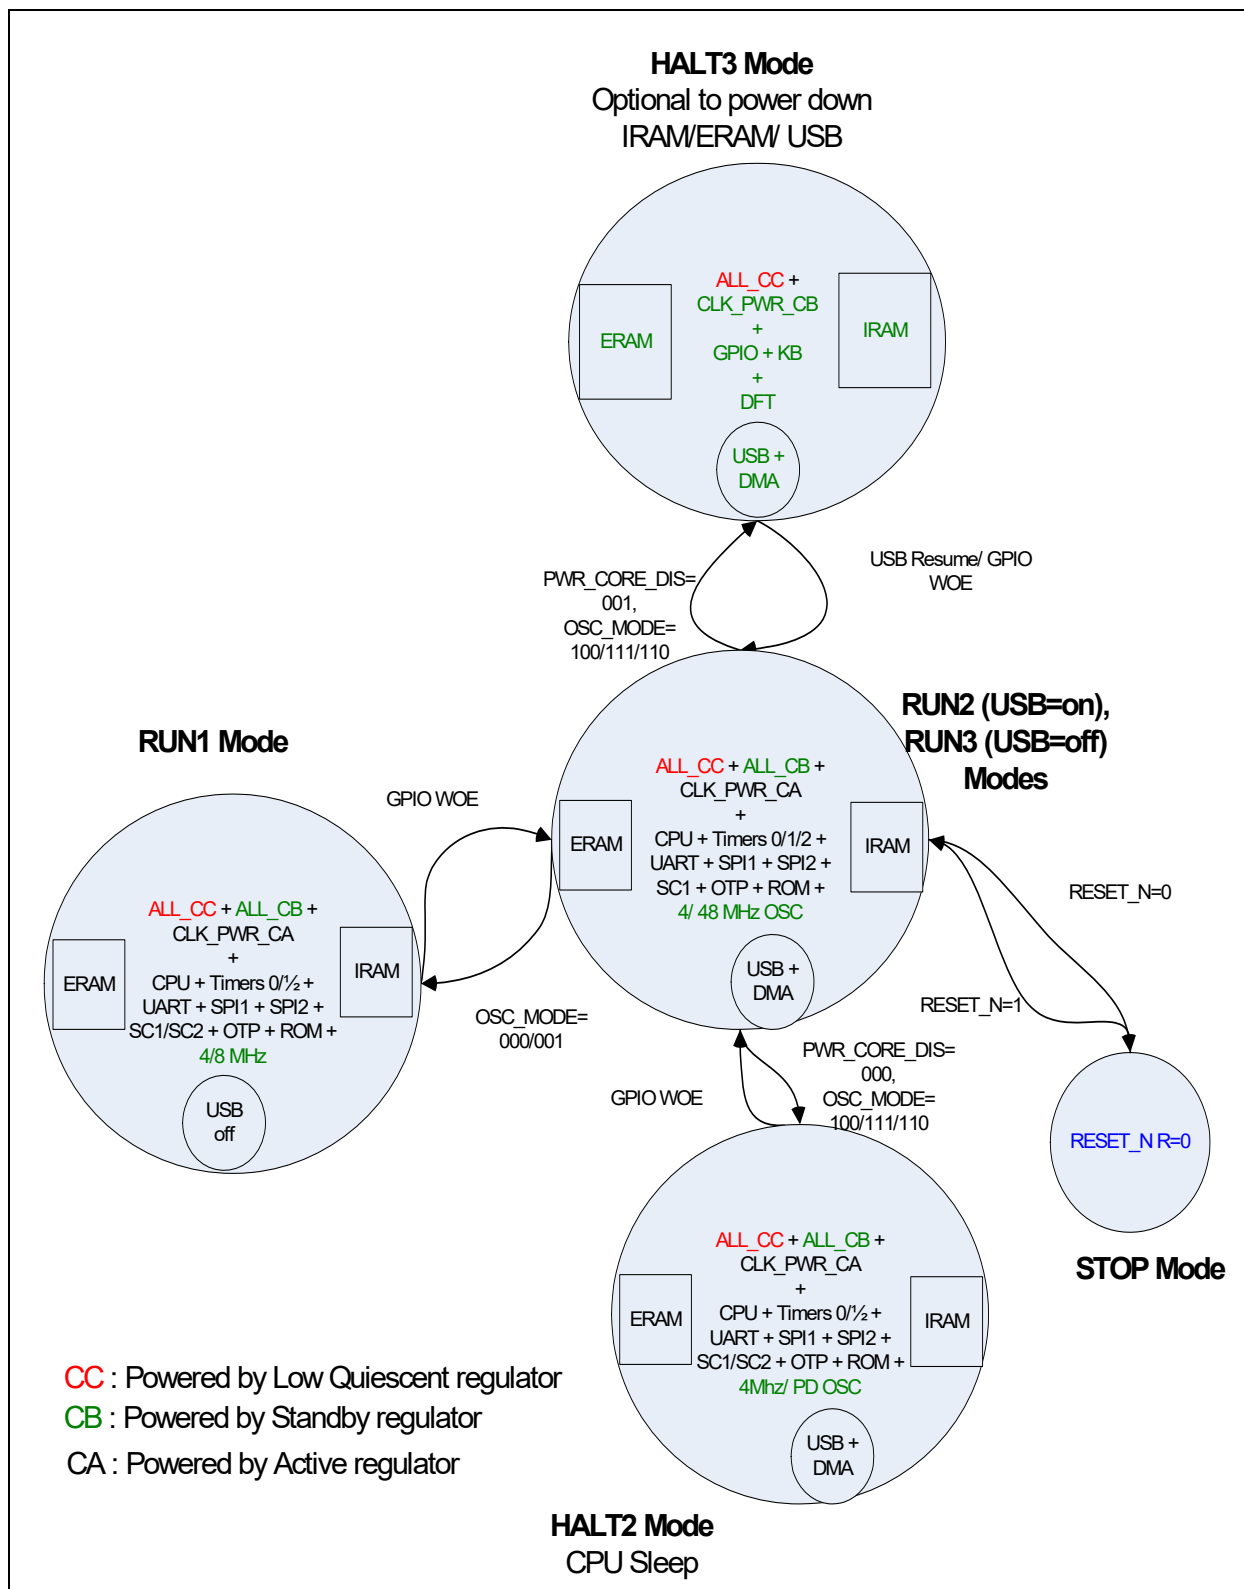 HALT3 Mode
Optional to power down
IRAM/ERAM/ USB
ALL_CC +
CLK_PWR_CB
+
GPIO + KB
+
DFT
ERAM
IRAM
USB +
DMA
PWR_CORE_DIS=
001,
OSC_MODE=
100/111/110
USB Resume/ GPIO
WOE
RUN2 (USB=on),
RUN3 (USB=off)
Modes
ALL_CC + ALL_CB +
CLK_PWR_CA
+
CPU + Timers 0/1/2 +
UART + SPI1 + SPI2 +
SC1 + OTP + ROM +
4/ 48 MHz OSC
ERAM
IRAM
USB +
DMA
RUN1 Mode
GPIO WOE
ALL_CC + ALL_CB +
CLK_PWR_CA
+
CPU + Timers 0/½ +
UART + SPI1 + SPI2 +
SC1/SC2 + OTP + ROM +
4/8 MHz
ERAM
IRAM
USB
off
OSC_MODE=
000/001
RESET_N=0
RESET_N=1
RESET_N R=0
STOP Mode
GPIO WOE
PWR_CORE_DIS=
000,
OSC_MODE=
100/111/110
ALL_CC + ALL_CB +
CLK_PWR_CA
+
CPU + Timers 0/½ +
UART + SPI1 + SPI2 +
SC1/SC2 + OTP + ROM +
4Mhz/ PD OSC
ERAM
IRAM
USB +
DMA
HALT2 Mode
CPU Sleep
CC : Powered by Low Quiescent regulator
CB : Powered by Standby regulator
CA : Powered by Active regulator